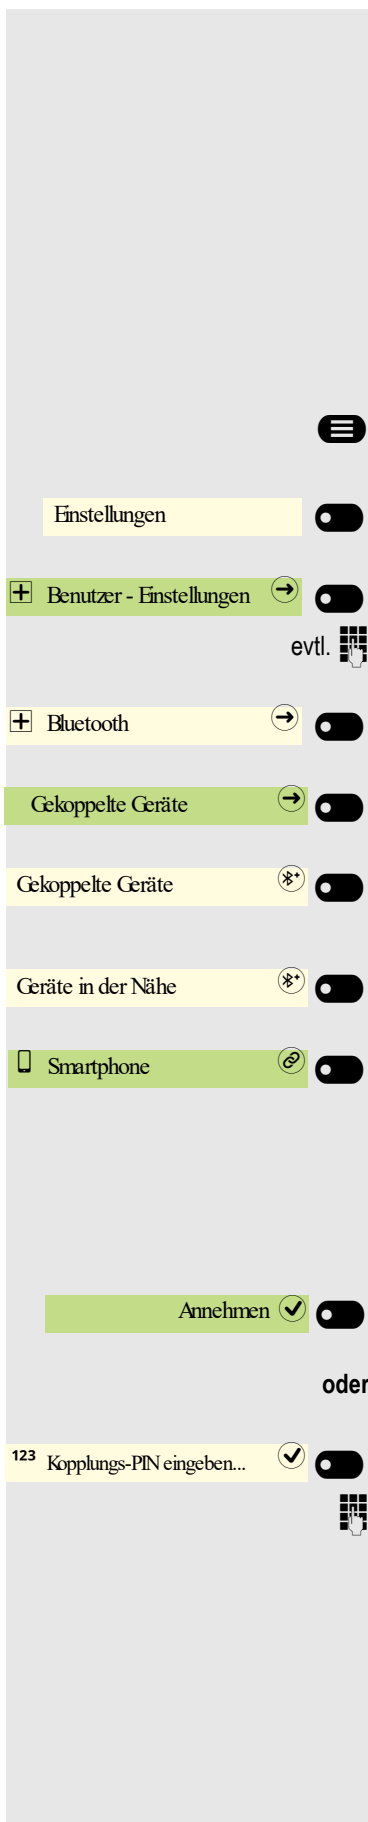 Einstellungen
Benutzer - Einstellungen
evtl.
Bluetooth
Gekoppelte Geräte
Gekoppelte Geräte
Geräte in der Nähe
Smartphone
Annehmen
oder
123 Kopplungs-PIN eingeben...